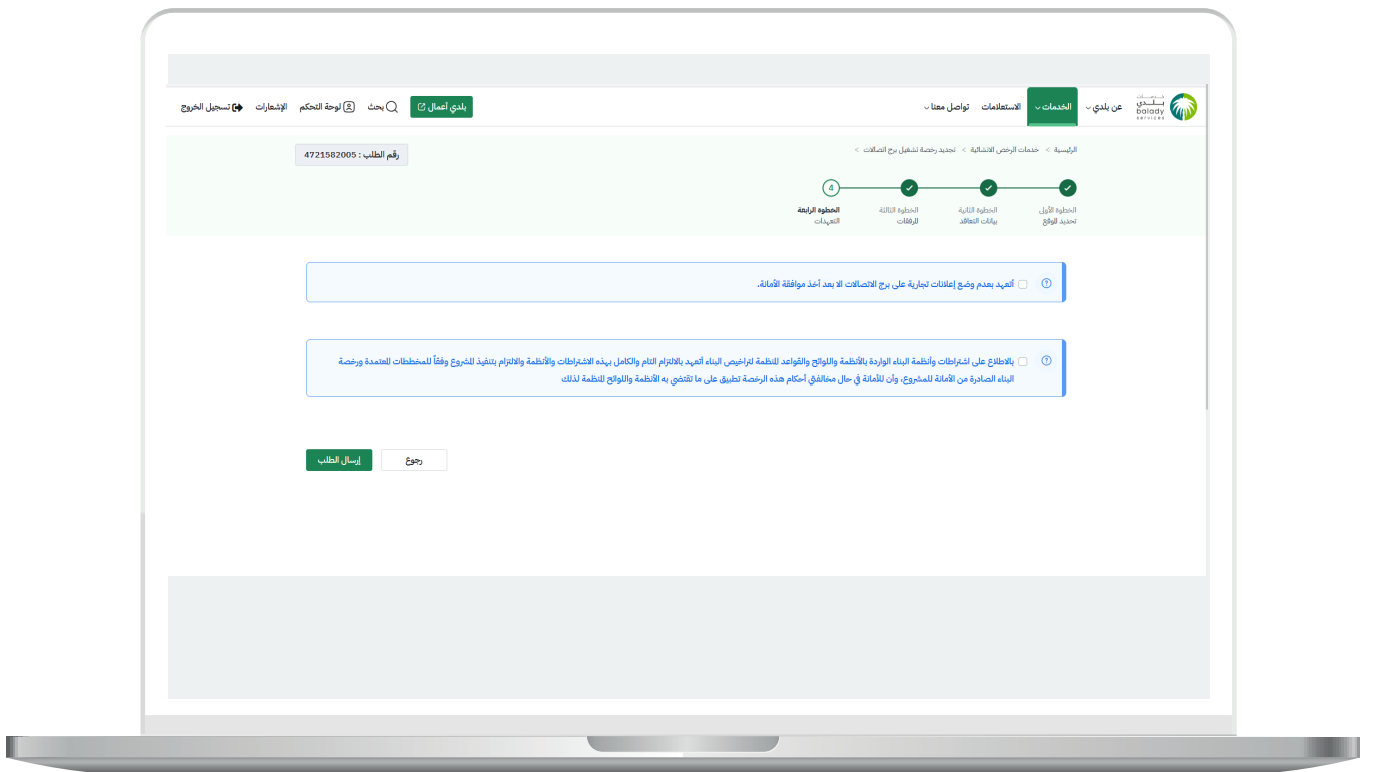 خدمات
بلدي
balady
services
عن بلدي
الخدمات
الاستعلامات
تواصل معنا
بلدي أعمال
بحث
لوحة التحكم
الإشعارات
تسجيل الخروج
الرئيسية > خدمات الرخص الانشائية > تجديد رخصة تشغيل برج اتصالات >
رقم الطلب : 4721582005
4
الخطوة الأولى
تحديد الموقع
الخطوة الثانية
بيانات التعاقد
الخطوة الثالثة
المرفقات
الخطوة الرابعة
التعهدات
أتعهد بعدم وضع إعلانات تجارية على برج الاتصالات الا بعد أخذ موافقة الأمانة.
بالاطلاع على اشتراطات وأنظمة البناء الواردة بالأنظمة واللوائح والقواعد المنظمة لتراخيص البناء أتعهد بالالتزام التام والكامل بهذه الاشتراطات والأنظمة والالتزام بتنفيذ المشروع وفقاً للمخططات المعتمدة ورخصة
البناء الصادرة من الأمانة للمشروع، وأن للأمانة في حال مخالفتي أحكام هذه الرخصة تطبيق على ما تقتضي به الأنظمة واللوائح المنظمة لذلك
رجوع
إرسال الطلب